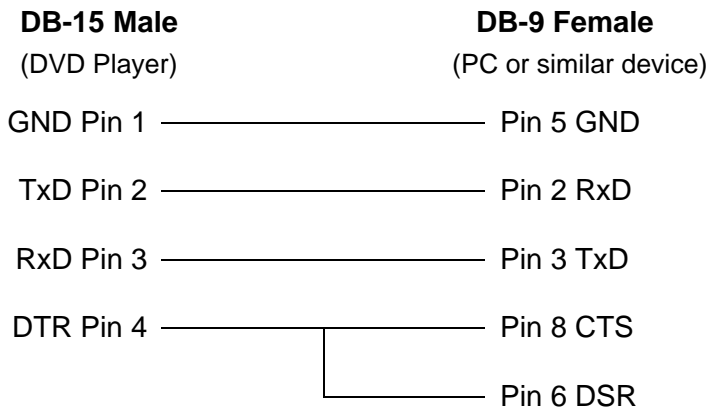 DB-15 Male DB-9 Female
(DVD Player) (PC or similar device)
GND Pin 1 Pin 5 GND
TxD Pin 2 Pin 2 RxD
RxD Pin 3 Pin 3 TxD
DTR Pin 4 Pin 8 CTS
Pin 6 DSR